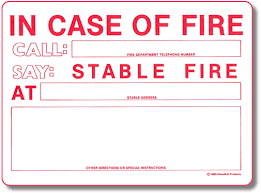 IN CASE OF FIRE
CALL:
FIRE DEPARTMENT TELEPHONE NUMBER
SAY: STABLE FIRE
AT
STABLE ADDRESS
OTHER DIRECTIONS OR SPECIAL INSTRUCTIONS